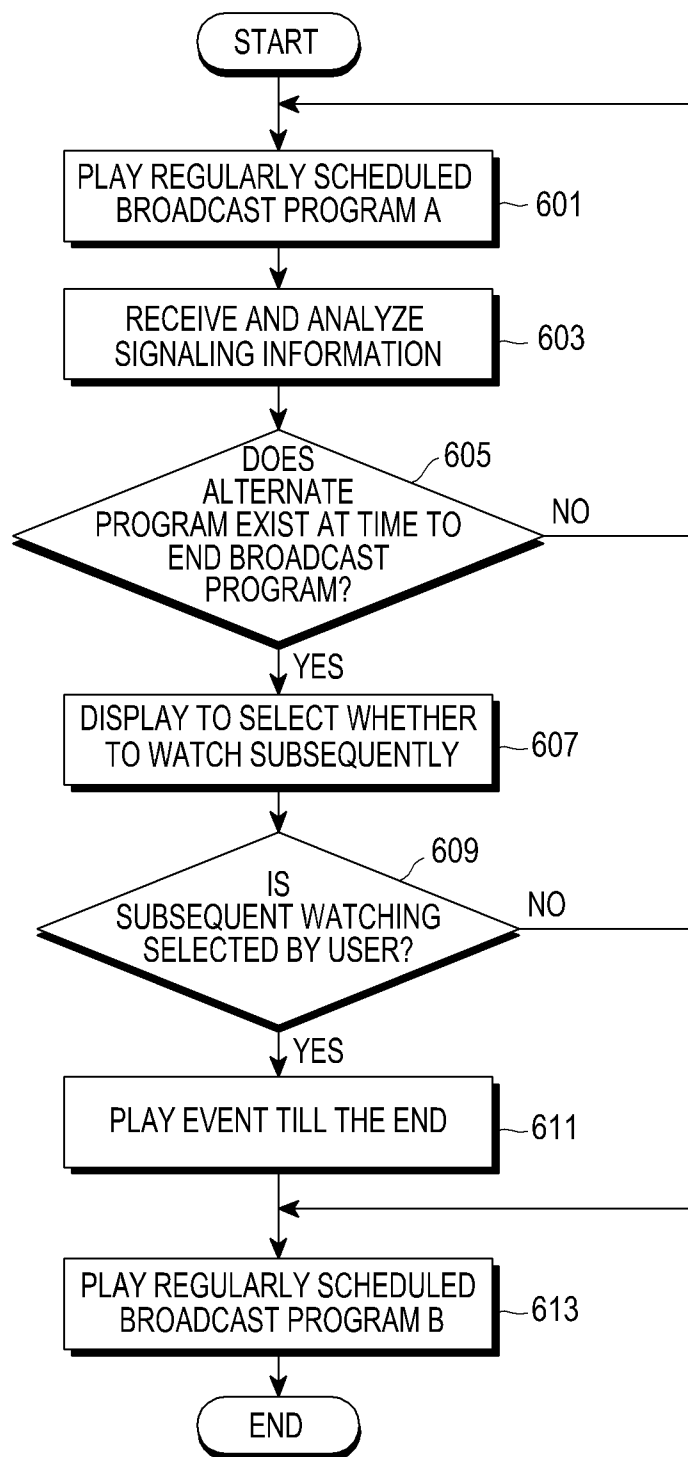 START
PLAY REGULARLY SCHEDULED
BROADCAST PROGRAM A
601
RECEIVE AND ANALYZE
SIGNALING INFORMATION
603
DOES
ALTERNATE
PROGRAM EXIST AT TIME TO
END BROADCAST
PROGRAM?
605
NO
YES
DISPLAY TO SELECT WHETHER
TO WATCH SUBSEQUENTLY
607
IS
SUBSEQUENT WATCHING
SELECTED BY USER?
609
NO
YES
PLAY EVENT TILL THE END
611
PLAY REGULARLY SCHEDULED
BROADCAST PROGRAM B
613
END